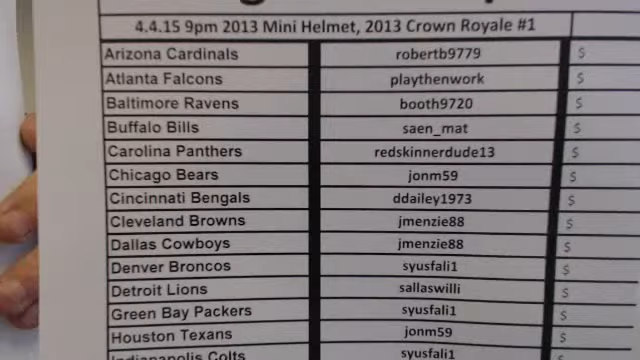 4.4.15 9pm 2013 Mini Helmet, 2013 Crown Royale #1
Arizona Cardinals robertb9779 $
Atlanta Falcons playthenwork $
Baltimore Ravens booth9720 $
Buffalo Bills saen_mat $
Carolina Panthers redskinnerdude13 $
Chicago Bears jonm59 $
Cincinnati Bengals ddailey1973 $
Cleveland Browns jmenzie88 $
Dallas Cowboys jmenzie88 $
Denver Broncos syusfali1 $
Detroit Lions sallaswilli $
Green Bay Packers syusfali1 $
Houston Texans jonm59 $
Indianapolis Colts syusfali1